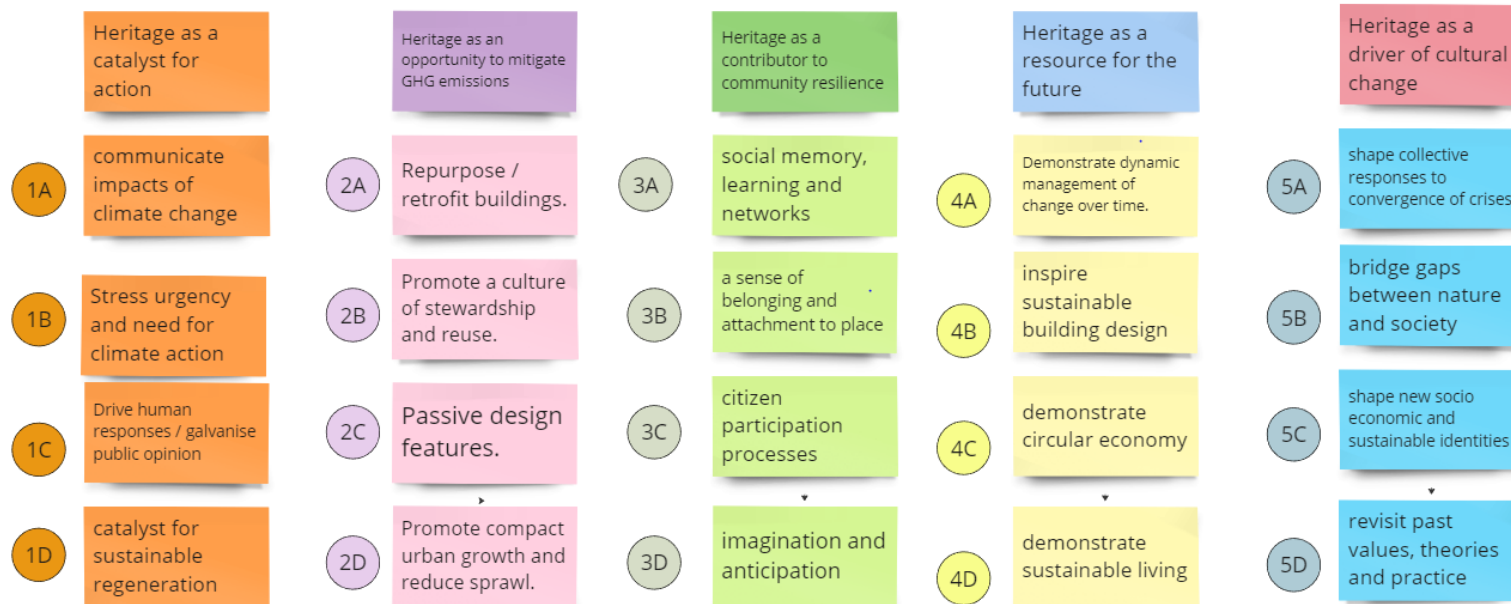 Heritage as a
catalyst for
action
Heritage as an
opportunity to mitigate
GHG emissions
Heritage as a
contributor to
community resilience
Heritage as a
resource for the
future
Heritage as a
driver of cultural
change
1A
communicate
impacts of
climate change
2A
Repurpose /
retrofit buildings.
3A
social memory,
learning and
networks
4A
Demonstrate dynamic
management of
change over time.
5A
shape collective
responses to
convergence of crises
1B
Stress urgency
and need for
climate action
2B
Promote a culture
of stewardship
and reuse.
3B
a sense of
belonging and
attachment to place
4B
inspire
sustainable
building design
5B
bridge gaps
between nature
and society
1C
Drive human
responses / galvanise
public opinion
2C
Passive design
features.
3C
citizen
participation
processes
4C
demonstrate
circular economy
5C
shape new socio
economic and
sustainable identities
1D
catalyst for
sustainable
regeneration
2D
Promote compact
urban growth and
reduce sprawl.
3D
imagination and
anticipation
4D
demonstrate
sustainable living
5D
revisit past
values, theories
and practice